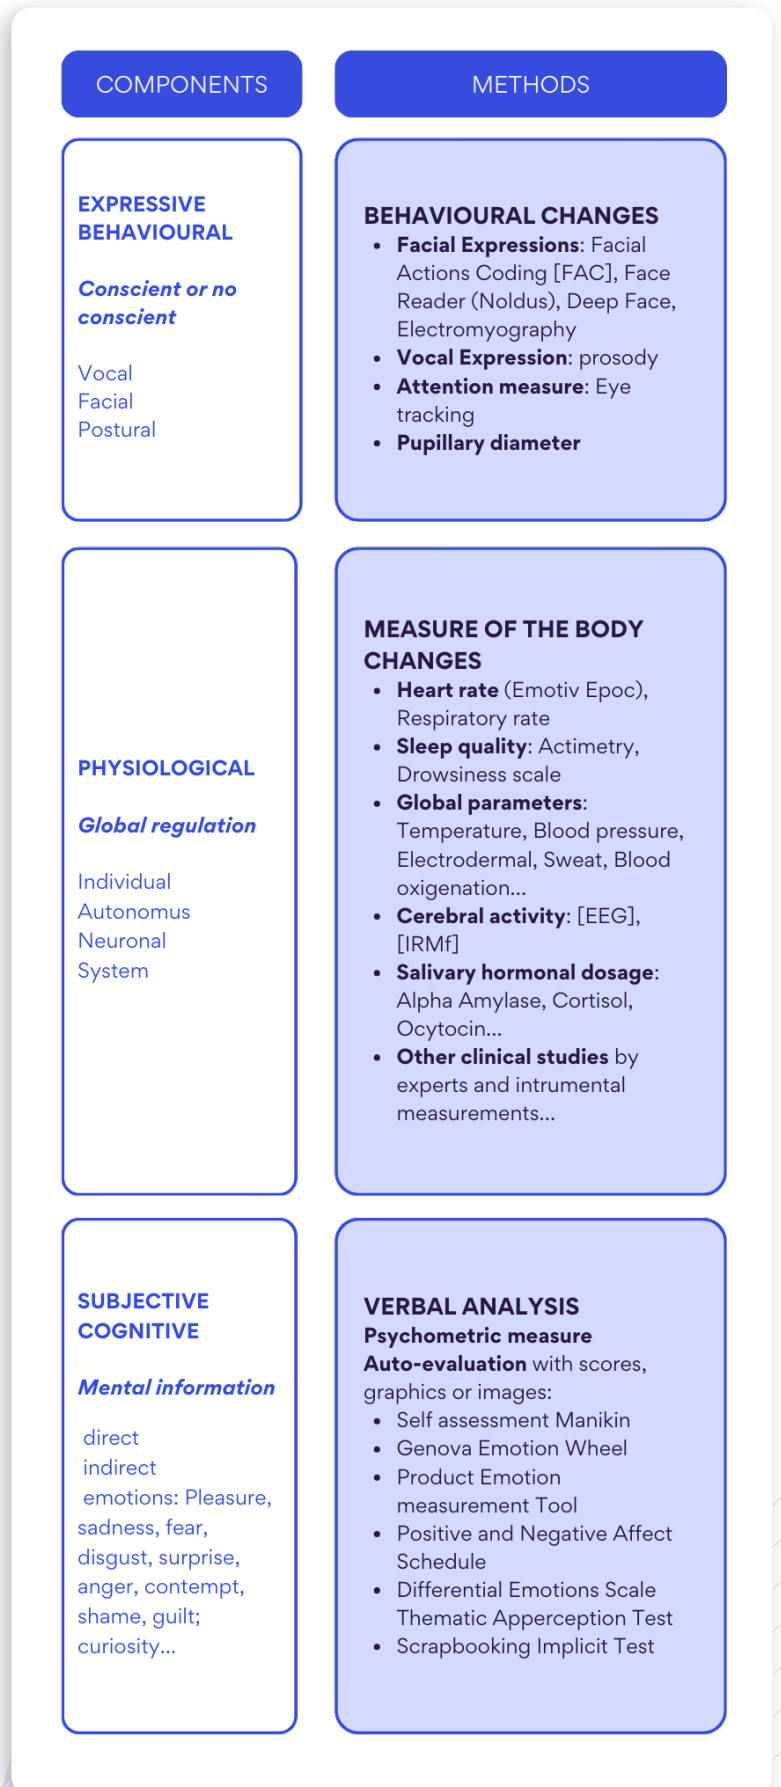 COMPONENTS
METHODS
EXPRESSIVE
BEHAVIOURAL
Conscient or no
conscient
Vocal
Facial
Postural
BEHAVIOURAL CHANGES
• Facial Expressions: Facial
Actions Coding [FAC], Face
Reader (Noldus), Deep Face,
Electromyography
• Vocal Expression: prosody
• Attention measure: Eye
tracking
• Pupillary diameter
PHYSIOLOGICAL
Global regulation
Individual
Autonomus
Neuronal
System
MEASURE OF THE BODY
CHANGES
• Heart rate (Emotiv Epoc),
Respiratory rate
• Sleep quality: Actimetry,
Drowsiness scale
• Global parameters:
Temperature, Blood pressure,
Electrodermal, Sweat, Blood
oxigenation...
• Cerebral activity: [EEG],
[IRMf]
• Salivary hormonal dosage:
Alpha Amylase, Cortisol,
Ocytocin...
• Other clinical studies by
experts and intrumental
measurements...
SUBJECTIVE
COGNITIVE
Mental information
direct
indirect
emotions: Pleasure,
sadness, fear,
disgust, surprise,
anger, contempt,
shame, guilt;
curiosity...
VERBAL ANALYSIS
Psychometric measure
Auto-evaluation with scores,
graphics or images:
• Self assessment Manikin
• Genova Emotion Wheel
• Product Emotion
measurement Tool
• Positive and Negative Affect
Schedule
• Differential Emotions Scale
Thematic Apperception Test
• Scrapbooking Implicit Test